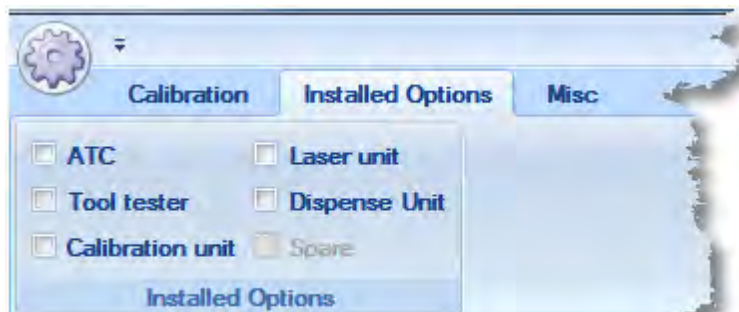 Calibration Installed Options Misc
ATC Laser unit
Tool tester Dispense Unit
Calibration unit Spare
Installed Options